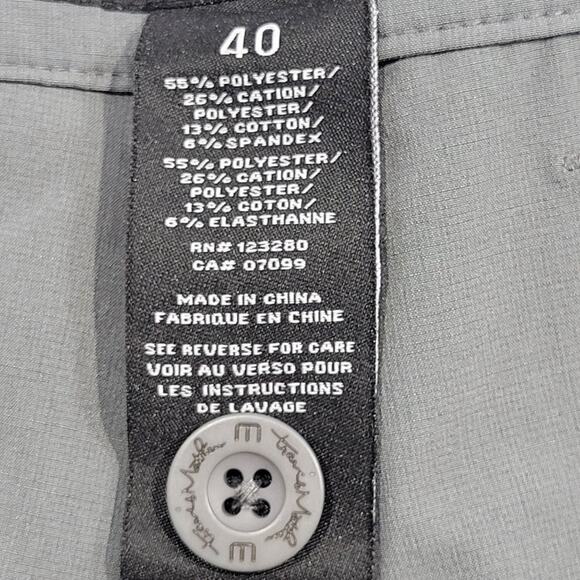 40
55% POLYESTER/
26% CATION/
POLYESTER/
13% COTTON/
6% SPANDEX
55% POLYESTER/
26% CATION/
POLYESTER/
13% COTON/
6% ELASTHANNE
RN# 123280
CA# 07099
MADE IN CHINA
FABRIQUE EN CHINE
SEE REVERSE FOR CARE
VOIR AU VERSO POUR
LES INSTRUCTIONS
DE LAVAGE